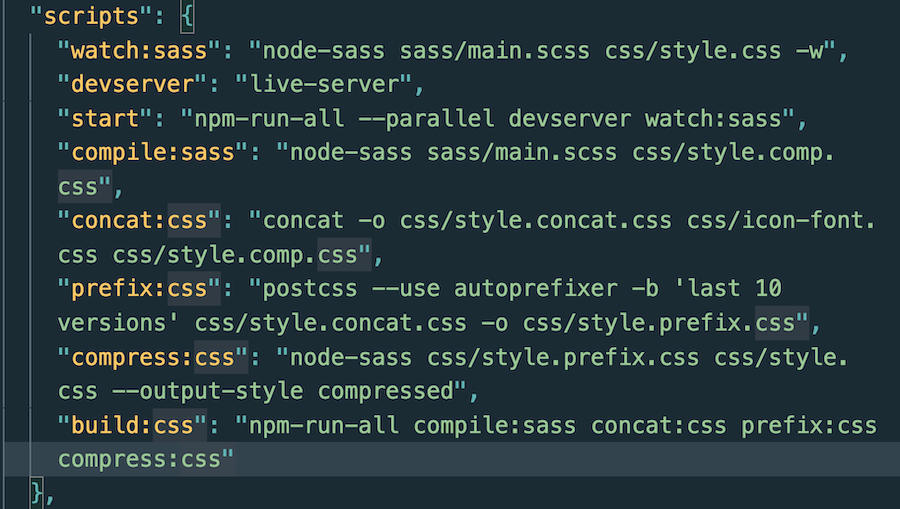 "scripts": {
"watch:sass": "node-sass sass/main.scss css/style.css -w",
"devserver": "live-server",
"start": "npm-run-all --parallel devserver watch:sass",
"compile:sass": "node-sass sass/main.scss css/style.comp.
css",
"concat:css": "concat -o css/style.concat.css css/icon-font.
css css/style.comp.css",
"prefix:css": "postcss --use autoprefixer -b 'last 10
versions' css/style.concat.css -o css/style.prefix.css",
"compress:css": "node-sass css/style.prefix.css css/style.
css --output-style compressed",
"build:css": "npm-run-all compile:sass concat:css prefix:css
compress:css"
},